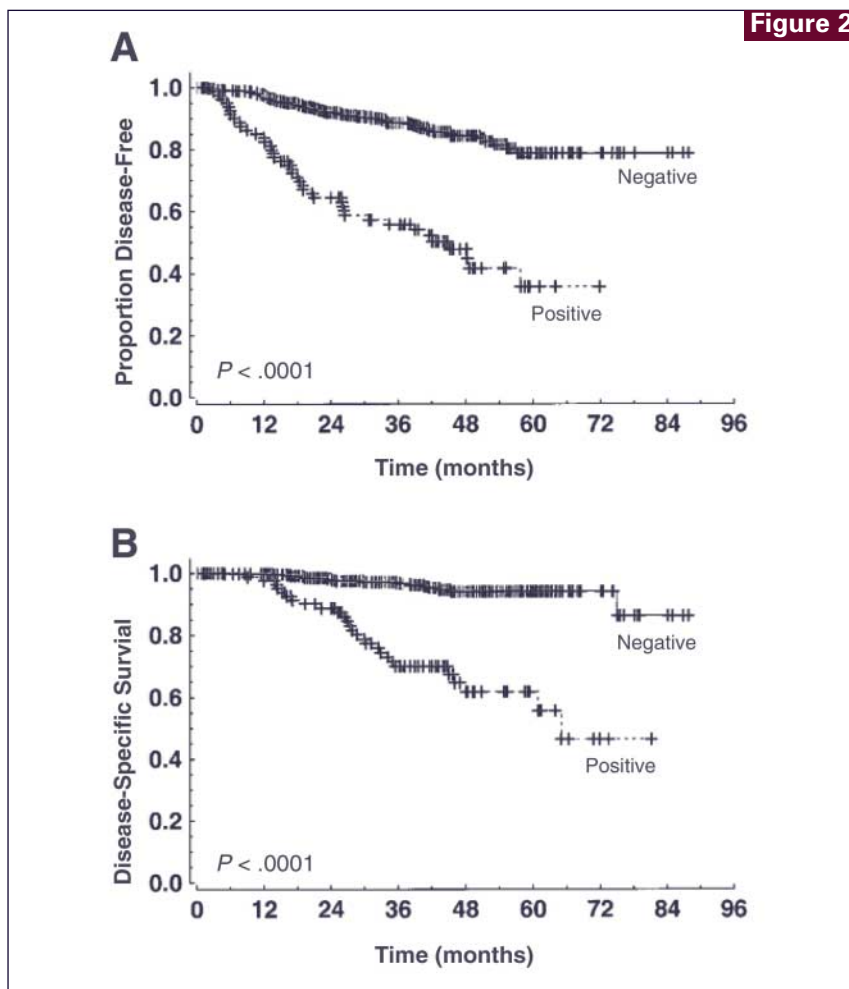 Figure 2
A
Proportion Disease-Free
1.0
0.8
0.6
0.4
0.2
0.0
Negative
Positive
P < .0001
0 12 24 36 48 60 72 84 96
Time (months)
B
Disease-Specific Survial
1.0
0.8
0.6
0.4
0.2
0.0
Negative
Positive
P < .0001
0 12 24 36 48 60 72 84 96
Time (months)